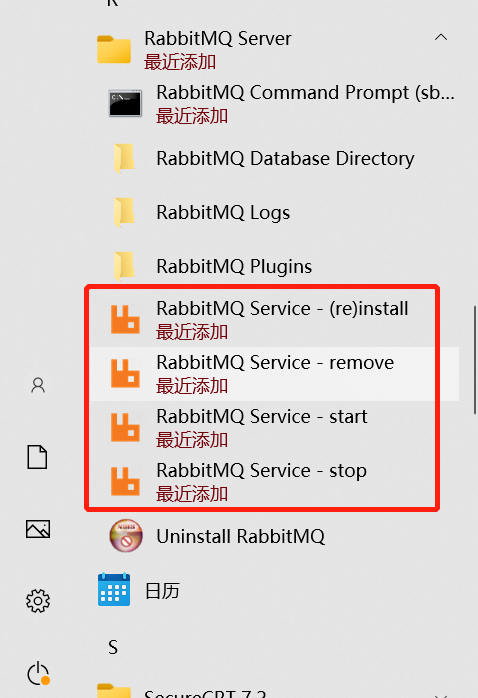 RabbitMQ Server
最近添加
RabbitMQ Command Prompt (sb...
最近添加
RabbitMQ Database Directory
RabbitMQ Logs
RabbitMQ Plugins
RabbitMQ Service - (re)install
最近添加
RabbitMQ Service - remove
最近添加
RabbitMQ Service - start
最近添加
RabbitMQ Service - stop
最近添加
Uninstall RabbitMQ
日历
S
SecureCRT 7.2